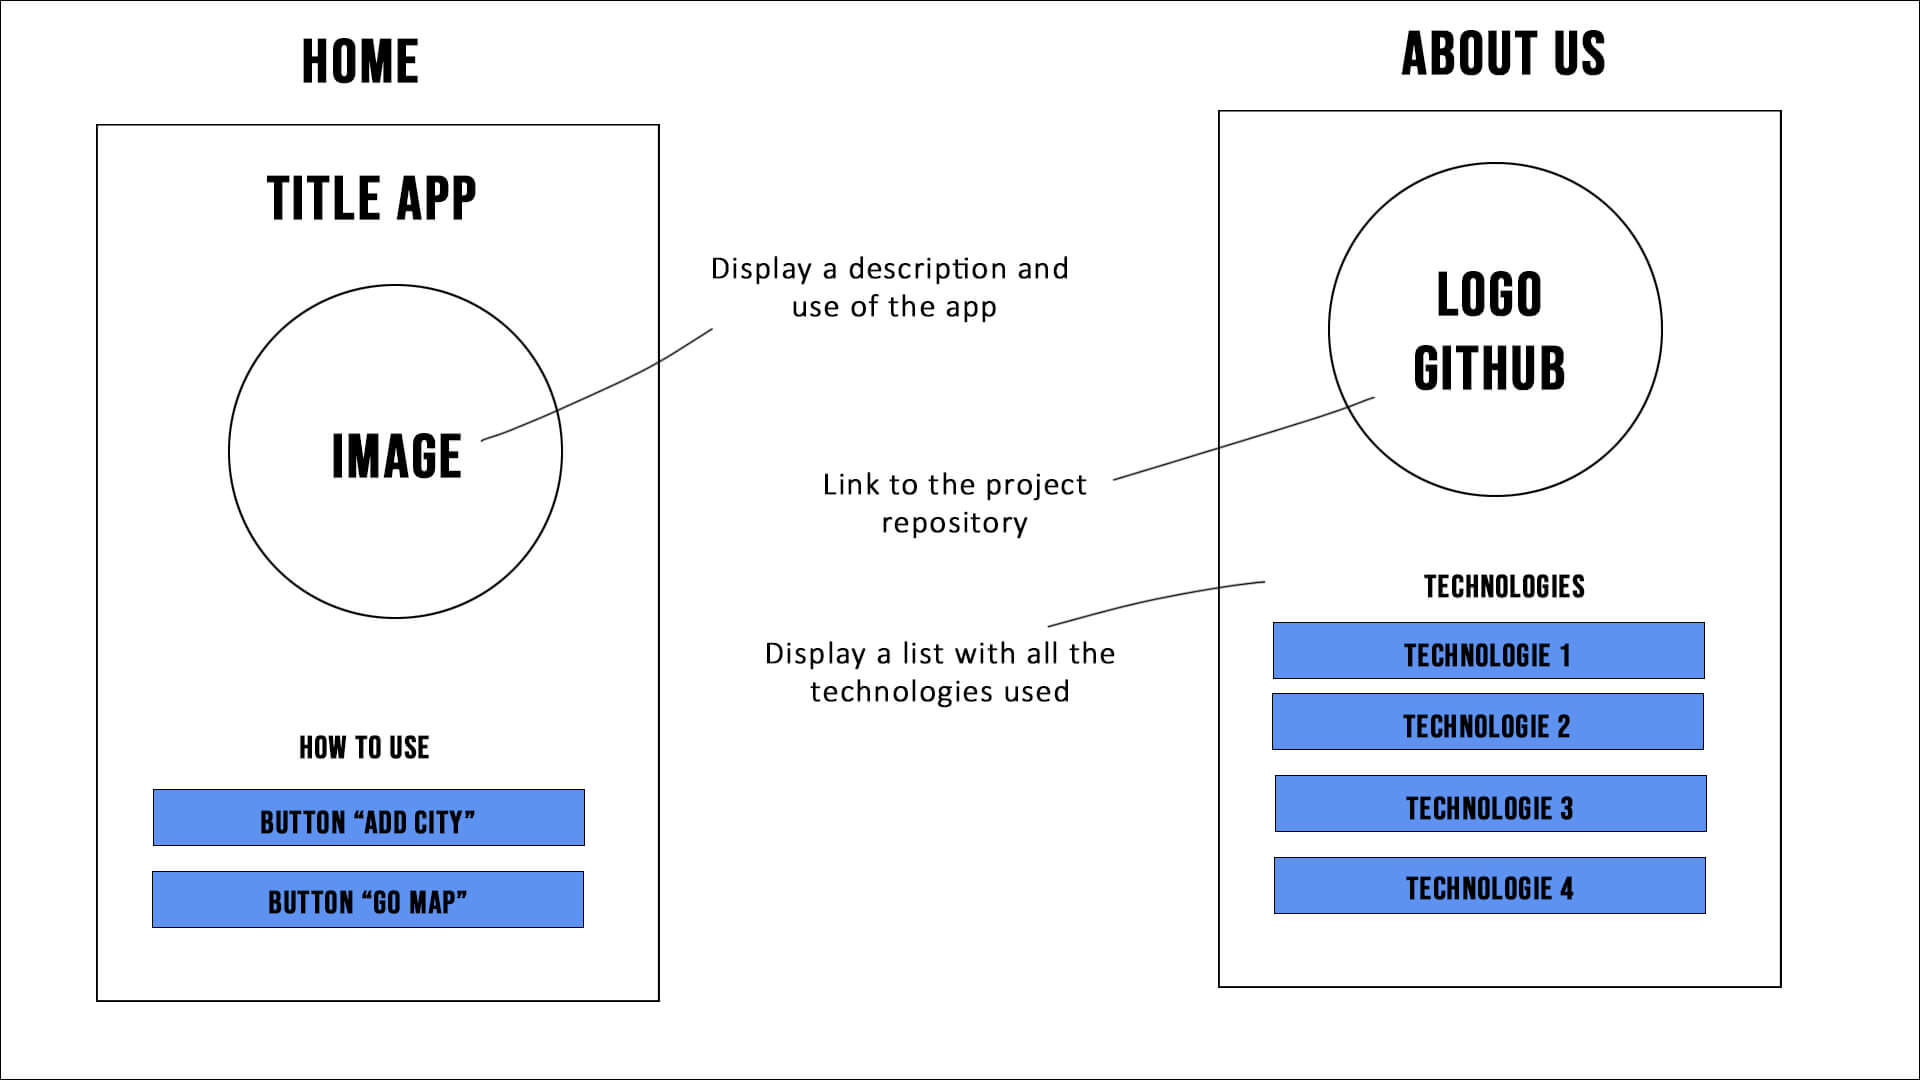 HOME
TITLE APP
IMAGE
HOW TO USE
BUTTON “ADD CITY”
BUTTON “GO MAP”
Display a description and
use of the app
Link to the project
repository
Display a list with all the
technologies used
ABOUT US
LOGO
GITHUB
TECHNOLOGIES
TECHNOLOGIE 1
TECHNOLOGIE 2
TECHNOLOGIE 3
TECHNOLOGIE 4